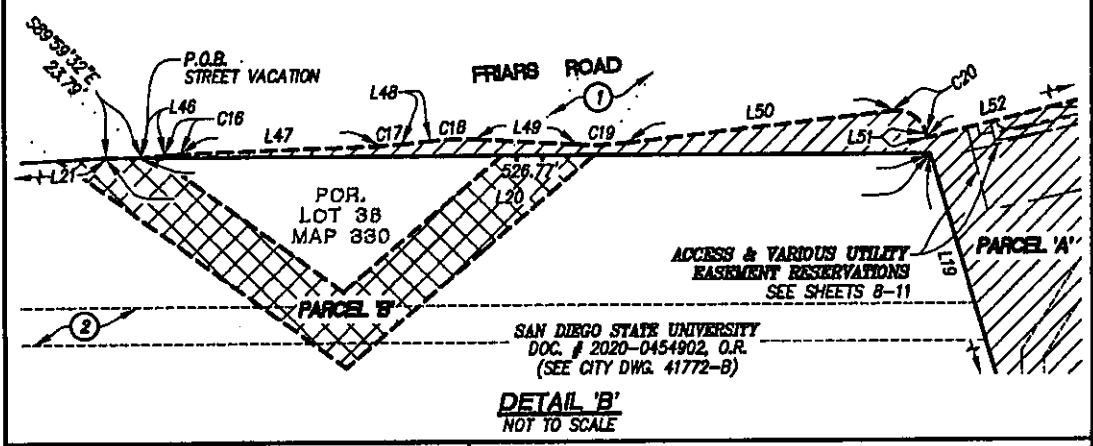 S89°59'32"E
23.79'
P.O.B.
STREET VACATION
L46
C16
L47
L48
C17
C18
FRIARS ROAD
1
L49
C19
L50
C20
L51
L52
L21
POR.
LOT 38
MAP 330
526.77'
L20
ACCESS & VARIOUS UTILITY
EASEMENT RESERVATIONS
SEE SHEETS 8-11
L19
PARCEL 'A'
PARCEL 'B'
2
SAN DIEGO STATE UNIVERSITY
DOC. # 2020-0454902, O.R.
(SEE CITY DWG. 41772-B)
DETAIL 'B'
NOT TO SCALE